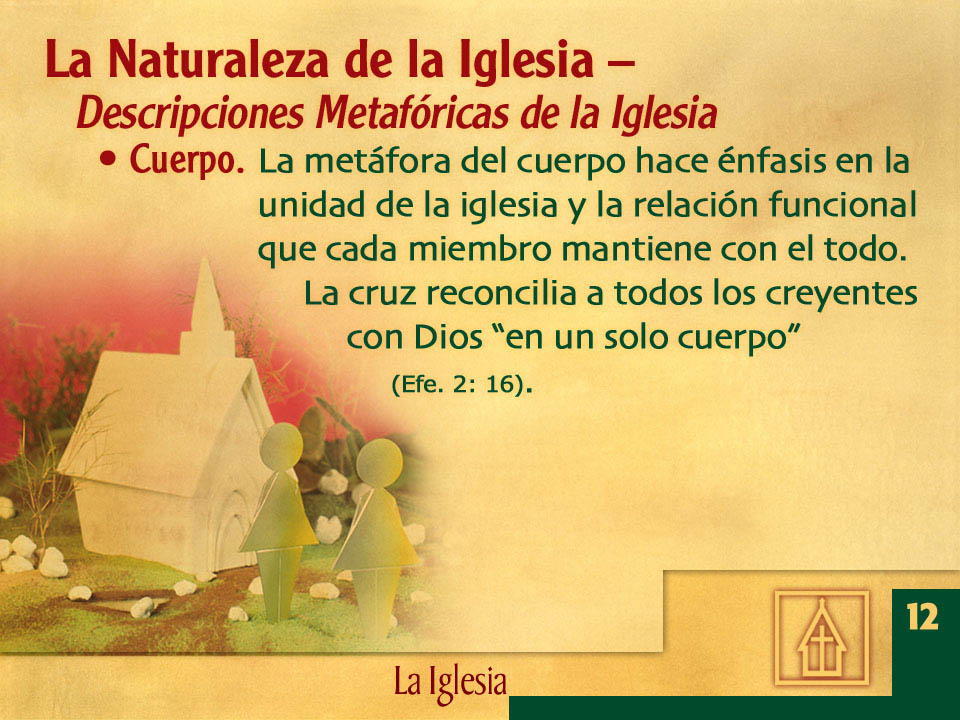 La Naturaleza de la Iglesia –
Descripciones Metafóricas de la Iglesia
• Cuerpo. La metáfora del cuerpo hace énfasis en la
unidad de la iglesia y la relación funcional
que cada miembro mantiene con el todo.
La cruz reconcilia a todos los creyentes
con Dios “en un solo cuerpo”
(Efe. 2: 16).
12
La Iglesia